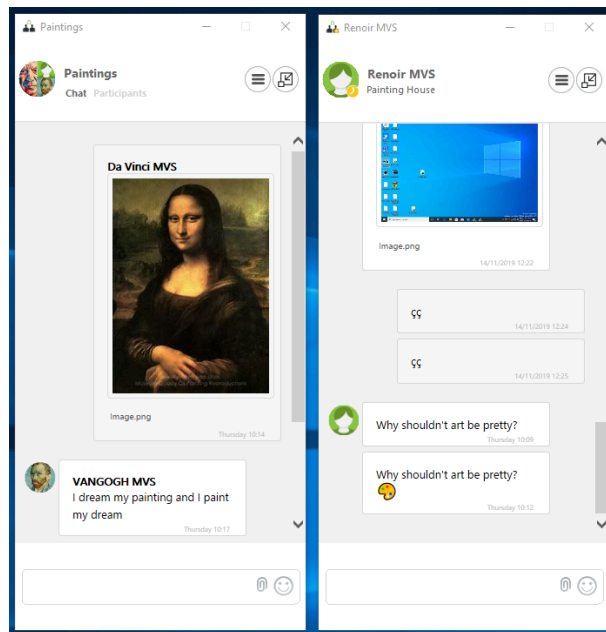 Paintings
Paintings
Chat Participants
Da Vinci MVS
Image.png
Thursday 10:14
VANGOGH MVS
I dream my painting and I paint
my dream
Thursday 10:17
Renoir MVS
Renoir MVS
Painting House
Image.png
14/11/2019 12:22
çç
14/11/2019 12:24
çç
14/11/2019 12:25
Why shouldn't art be pretty?
Thursday 10:09
Why shouldn't art be pretty?
Thursday 10:12